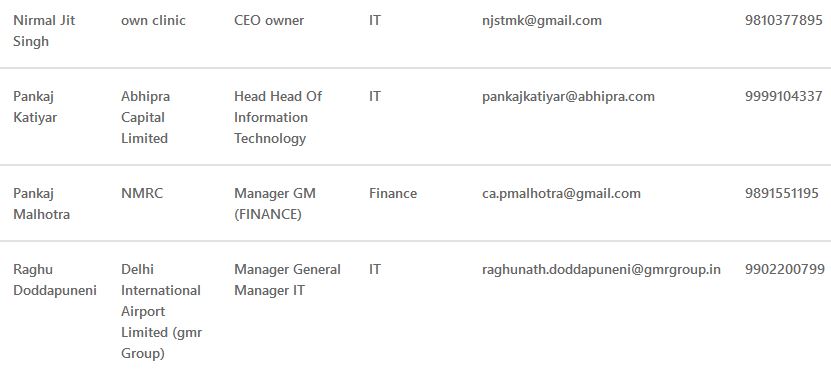 Nirmal Jit own clinic CEO owner IT njstmk@gmail.com 9810377895
Singh
Pankaj Abhipra Head Head Of IT pankajkatiyar@abhipra.com 9999104337
Katiyar Capital Information
Limited Technology
Pankaj NMRC Manager GM Finance ca.pmalhotra@gmail.com 9891551195
Malhotra (FINANCE)
Raghu Delhi Manager General IT raghunath.doddapuneni@gmrgroup.in 9902200799
Doddapuneni International Manager IT
Airport
Limited (gmr
Group)